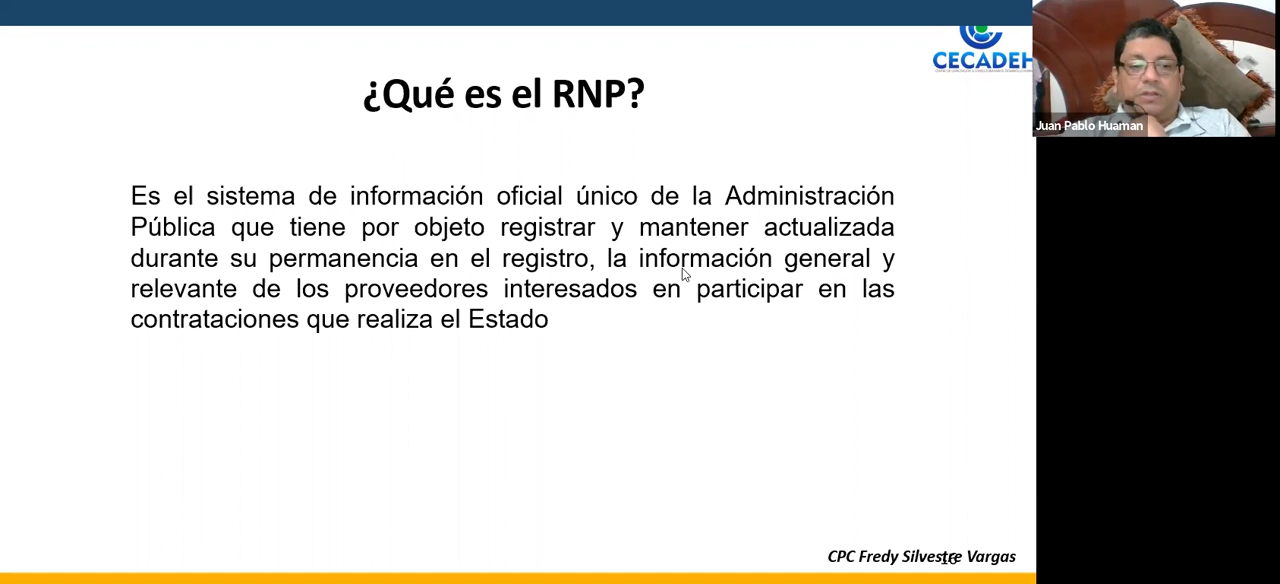 CECADEH
¿Qué es el RNP?
Juan Pablo Huaman
Es el sistema de información oficial único de la Administración
Pública que tiene por objeto registrar y mantener actualizada
durante su permanencia en el registro, la información general y
relevante de los proveedores interesados en participar en las
contrataciones que realiza el Estado
CPC Fredy Silvestre Vargas
16